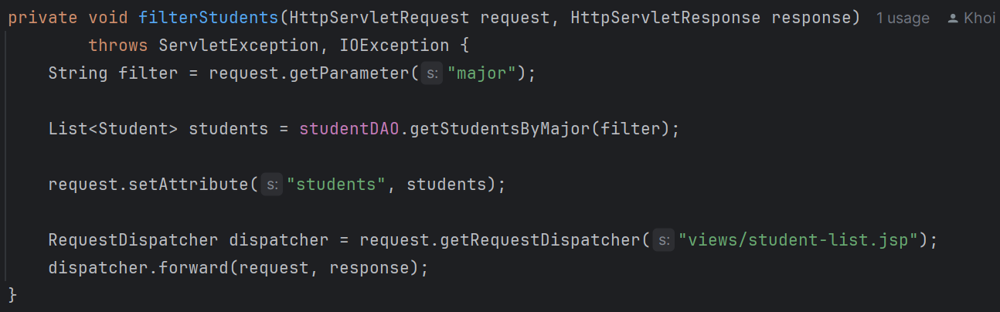 private void filterStudents(HttpServletRequest request, HttpServletResponse response) 1 usage Khoi
throws ServletException, IOException {
String filter = request.getParameter( s: "major");
List<Student> students = studentDAO.getStudentsByMajor(filter);
request.setAttribute( s: "students", students);
RequestDispatcher dispatcher = request.getRequestDispatcher( s: "views/student-list.jsp");
dispatcher.forward(request, response);
}